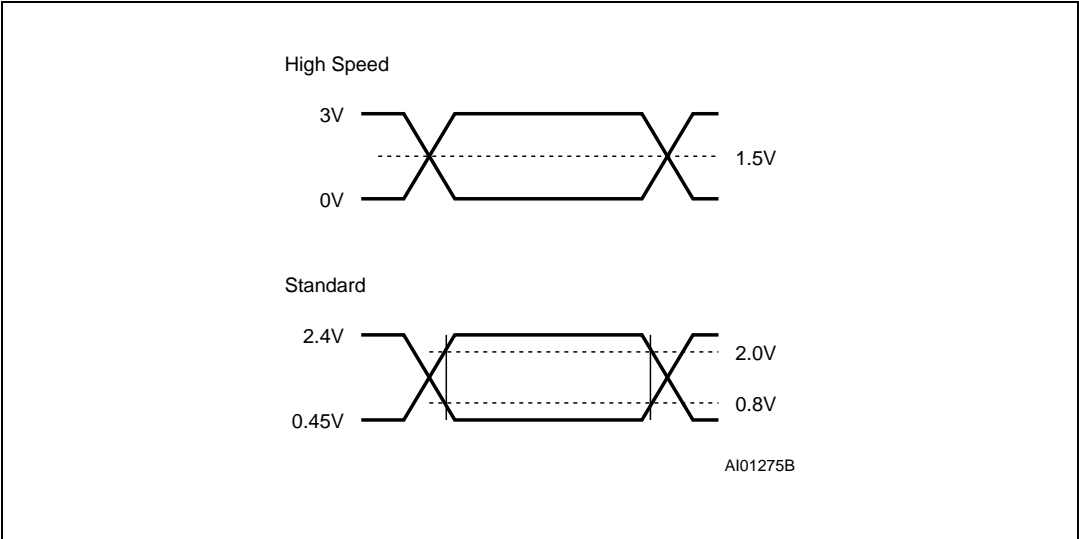 High Speed
3V
1.5V
0V
Standard
2.4V
2.0V
0.8V
0.45V
AI01275B